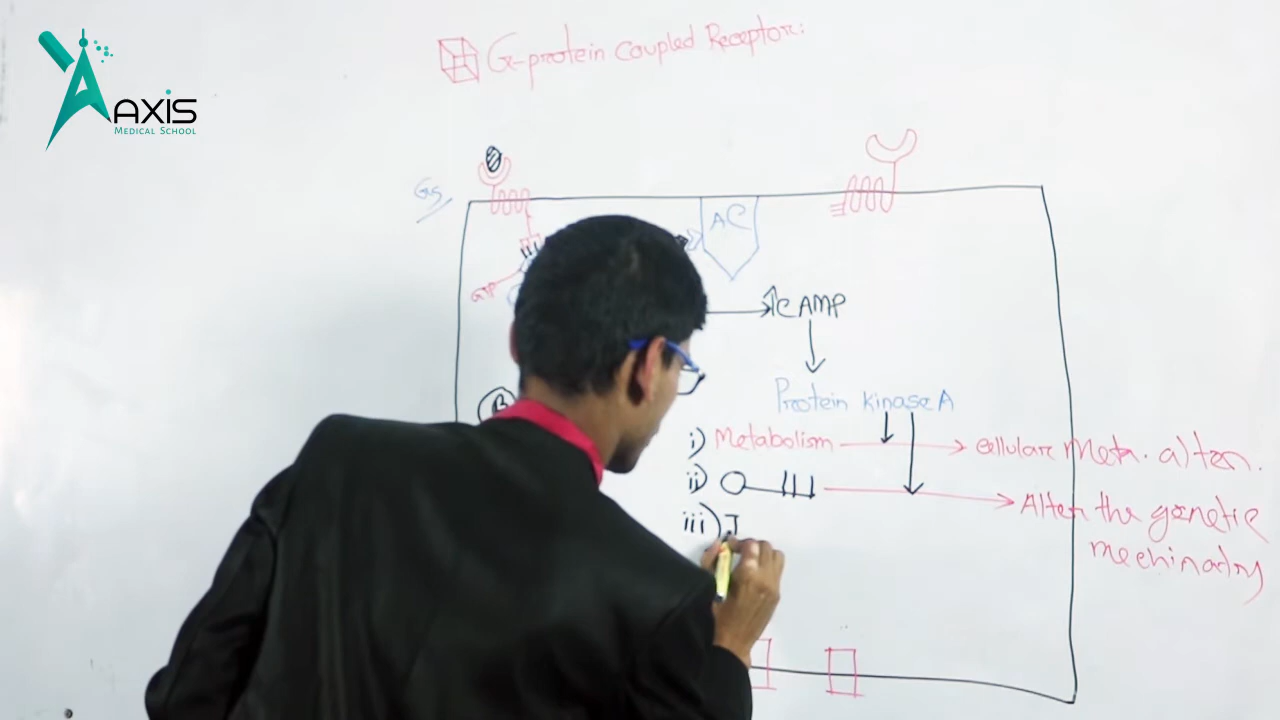 AXIS
MEDICAL SCHOOL
G-protein coupled Receptor:
Gs
AC
GTP
↑CAMP
B
Protein kinase A
i) Metabolism → cellular meta. alter.
ii) → Alter the genetic
mechinary
iii) I